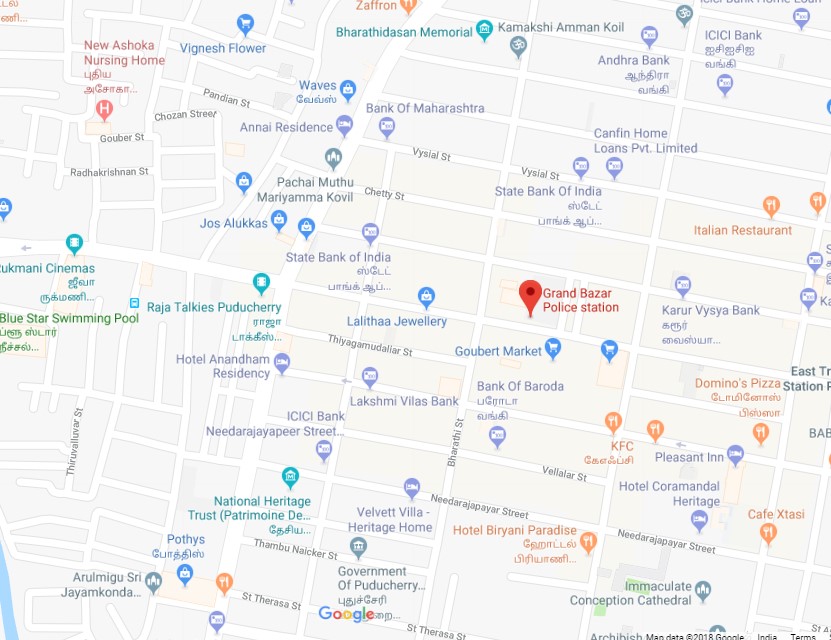 Zaffron
Vignesh Flower
Bharathidasan Memorial
Kamakshi Amman Koil
ICICI Bank
ஐசிஐசிஐ
வங்கி
Andhra Bank
ஆந்திரா
வங்கி
New Ashoka
Nursing Home
புதிய
அசோகா...
Waves
வேவ்ஸ்
Pandian St
Chozan Street
Bank Of Maharashtra
Annai Residence
Gouber St
Canfin Home
Loans Pvt. Limited
Vysial St
Vysial St
Radhakrishnan St
Pachai Muthu
Mariyamma Kovil
Chetty St
State Bank Of India
ஸ்டேட்
பாங்க் ஆப்...
Jos Alukkas
Italian Restaurant
State Bank of India
ஸ்டேட்
பாங்க் ஆப்...
Rukmani Cinemas
ஜீவா
ருக்மணி...
Grand Bazar
Police station
Raja Talkies Puducherry
ராஜா
டாக்கீஸ்...
Karur Vysya Bank
கரூர்
வைஸ்யா...
Blue Star Swimming Pool
ப்ளூ ஸ்டார்
நீச்சல்...
Lalithaa Jewellery
Thiyagamudaliar St
Goubert Market
Hotel Anandham
Residency
East Tr
Station P
Bank Of Baroda
பரோடா
வங்கி
Domino's Pizza
டோமினோஸ்
பிஸ்ஸா
Lakshmi Vilas Bank
ICICI Bank
Needarajayapeer Street...
Thiruvalluvar St
Bharathi St
KFC
கேஎஃப்சி
BAB
Pleasant Inn
Vellalar St
Hotel Coramandal
Heritage
National Heritage
Trust (Patrimoine De...
தேசிய...
Needarajapayar Street
Velvett Villa -
Heritage Home
Cafe Xtasi
Hotel Biryani Paradise
ஹோட்டல்
பிரியாணி...
Needarajapayar Street
Pothys
போத்திஸ்
Thambu Naicker St
Arulmigu Sri
Jayamkonda...
Government
Of Puducherry...
புதுச்சேரி
Immaculate
Conception Cathedral
St Therasa St
Google
St Therasa St
Archibish
Map data ©2018 Google
India
Terms